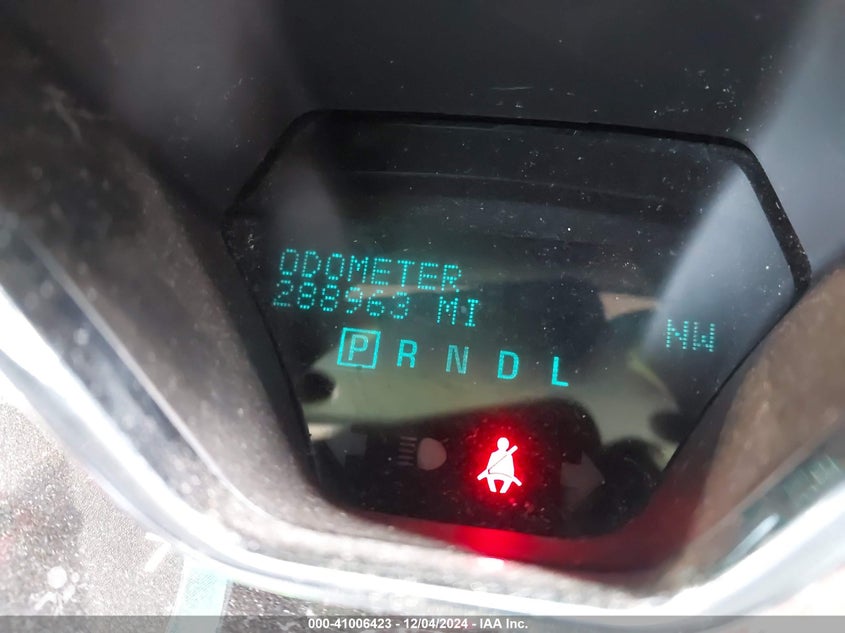 ODOMETER
288963 MI
NW
P R N D L
000-41006423 - 12/04/2024 - IAA Inc.